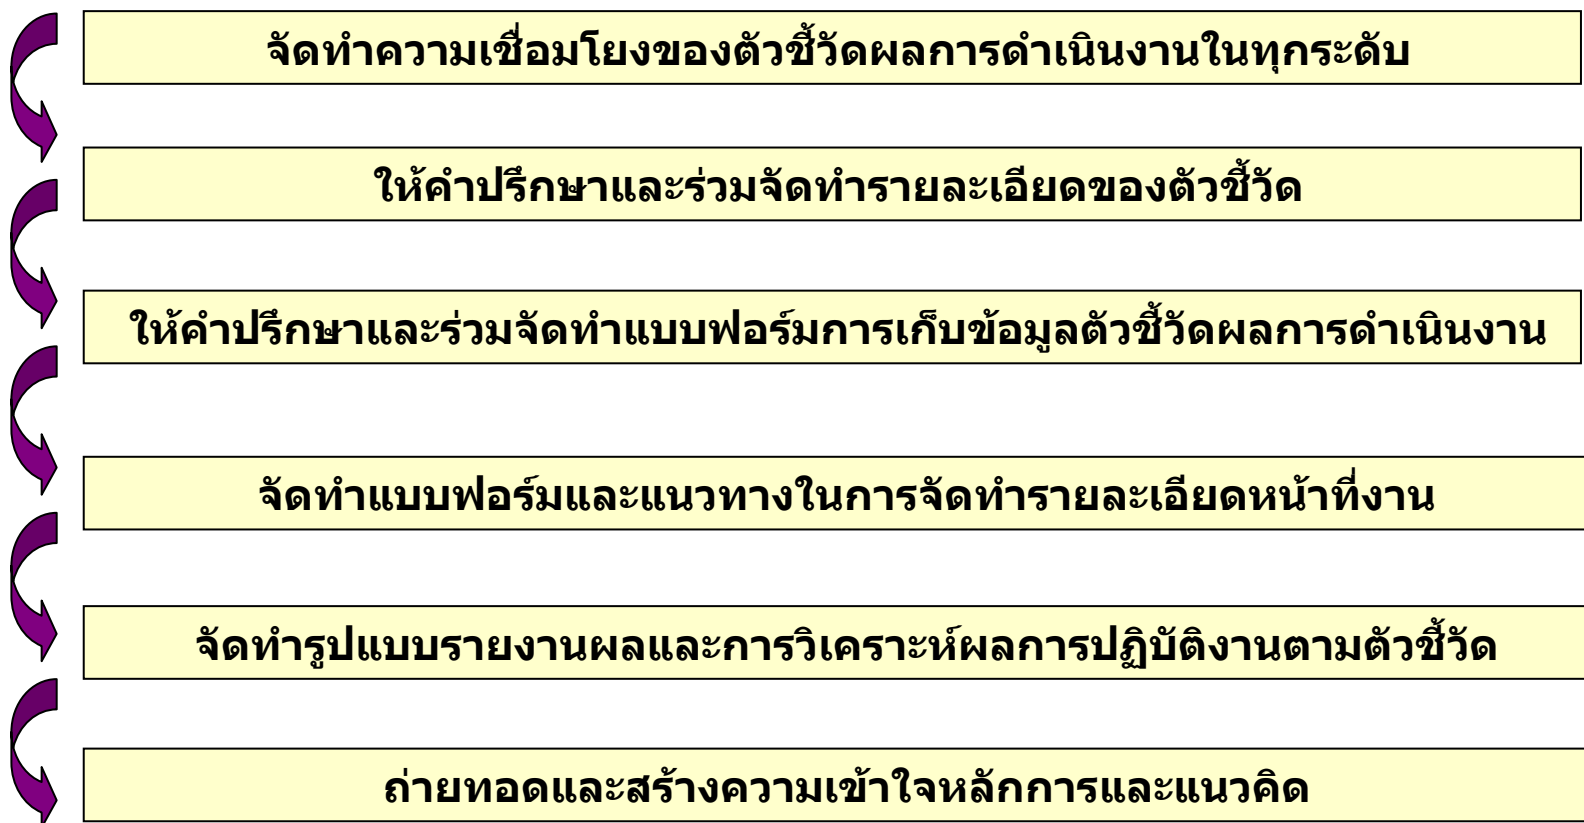 จัดทำความเชื่อมโยงของตัวชี้วัดผลการดำเนินงานในทุกระดับ
ให้คำปรึกษาและร่วมจัดทำรายละเอียดของตัวชี้วัด
ให้คำปรึกษาและร่วมจัดทำแบบฟอร์มการเก็บข้อมูลตัวชี้วัดผลการดำเนินงาน
จัดทำแบบฟอร์มและแนวทางในการจัดทำรายละเอียดหน้าที่งาน
จัดทำรูปแบบรายงานผลและการวิเคราะห์ผลการปฏิบัติงานตามตัวชี้วัด
ถ่ายทอดและสร้างความเข้าใจหลักการและแนวคิด